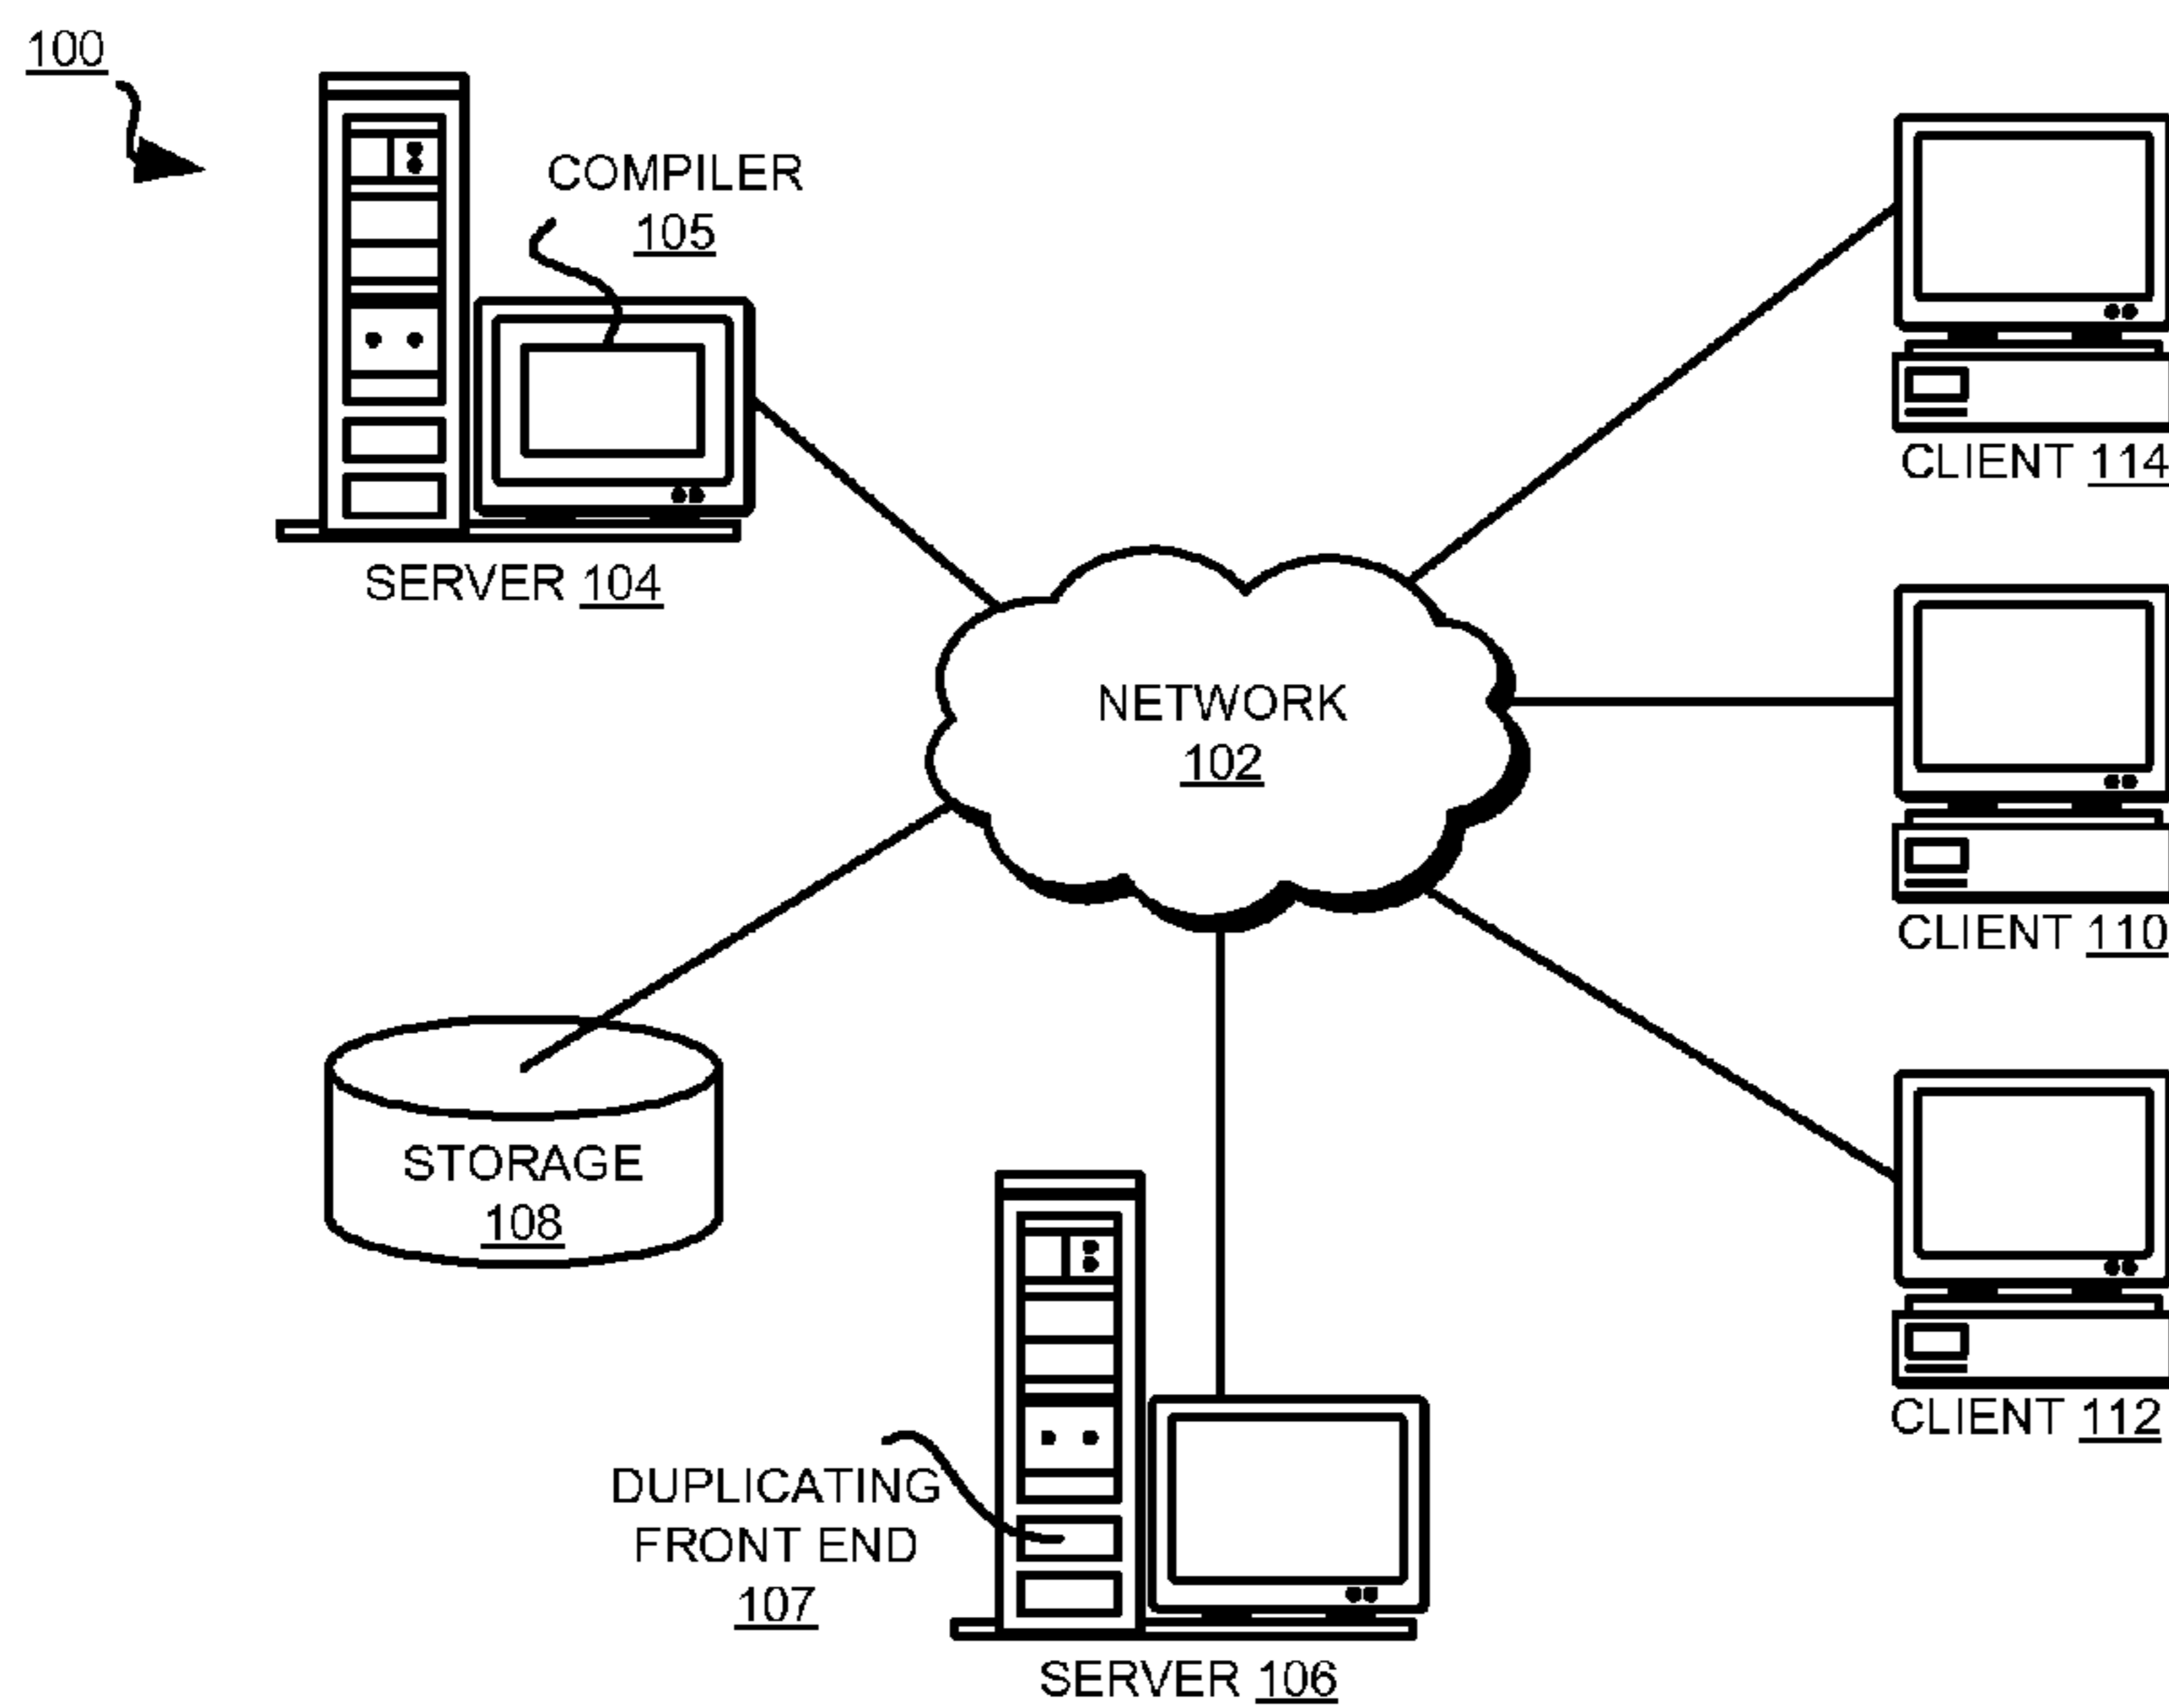 100
COMPILER
105
SERVER 104
CLIENT 114
NETWORK
102
CLIENT 110
STORAGE
108
CLIENT 112
DUPLICATING
FRONT END
107
SERVER 106